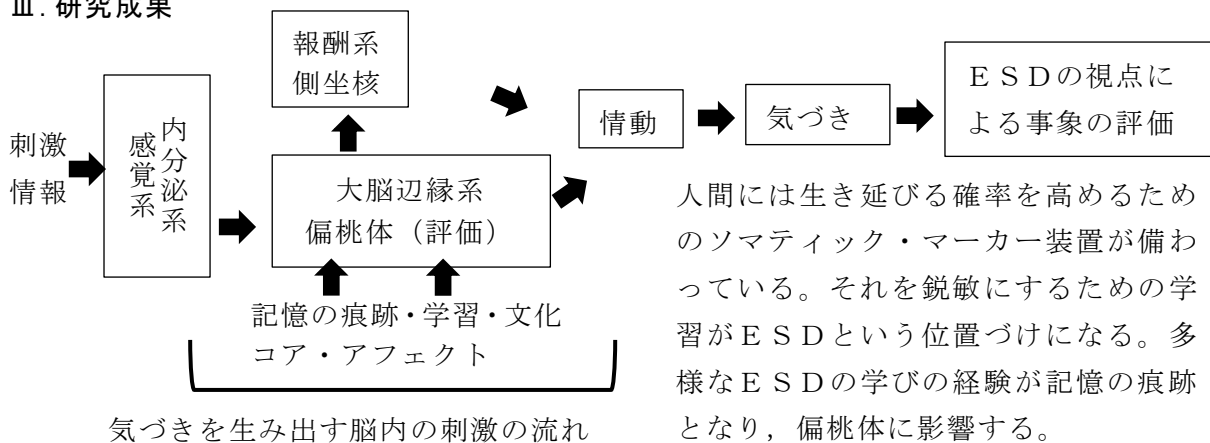 Ⅲ.研究成果
刺激
情報
感覚系
内分泌系
報酬系
側坐核
大脳辺縁系
偏桃体（評価）
記憶の痕跡・学習・文化
コア・アフェクト
気づきを生み出す脳内の刺激の流れ
情動
気づき
ＥＳＤの視点に
よる事象の評価
人間には生き延びる確率を高めるため
のソマティック・マーカー装置が備わ
っている。それを鋭敏にするための学
習がＥＳＤという位置づけになる。多
様なＥＳＤの学びの経験が記憶の痕跡
となり，偏桃体に影響する。